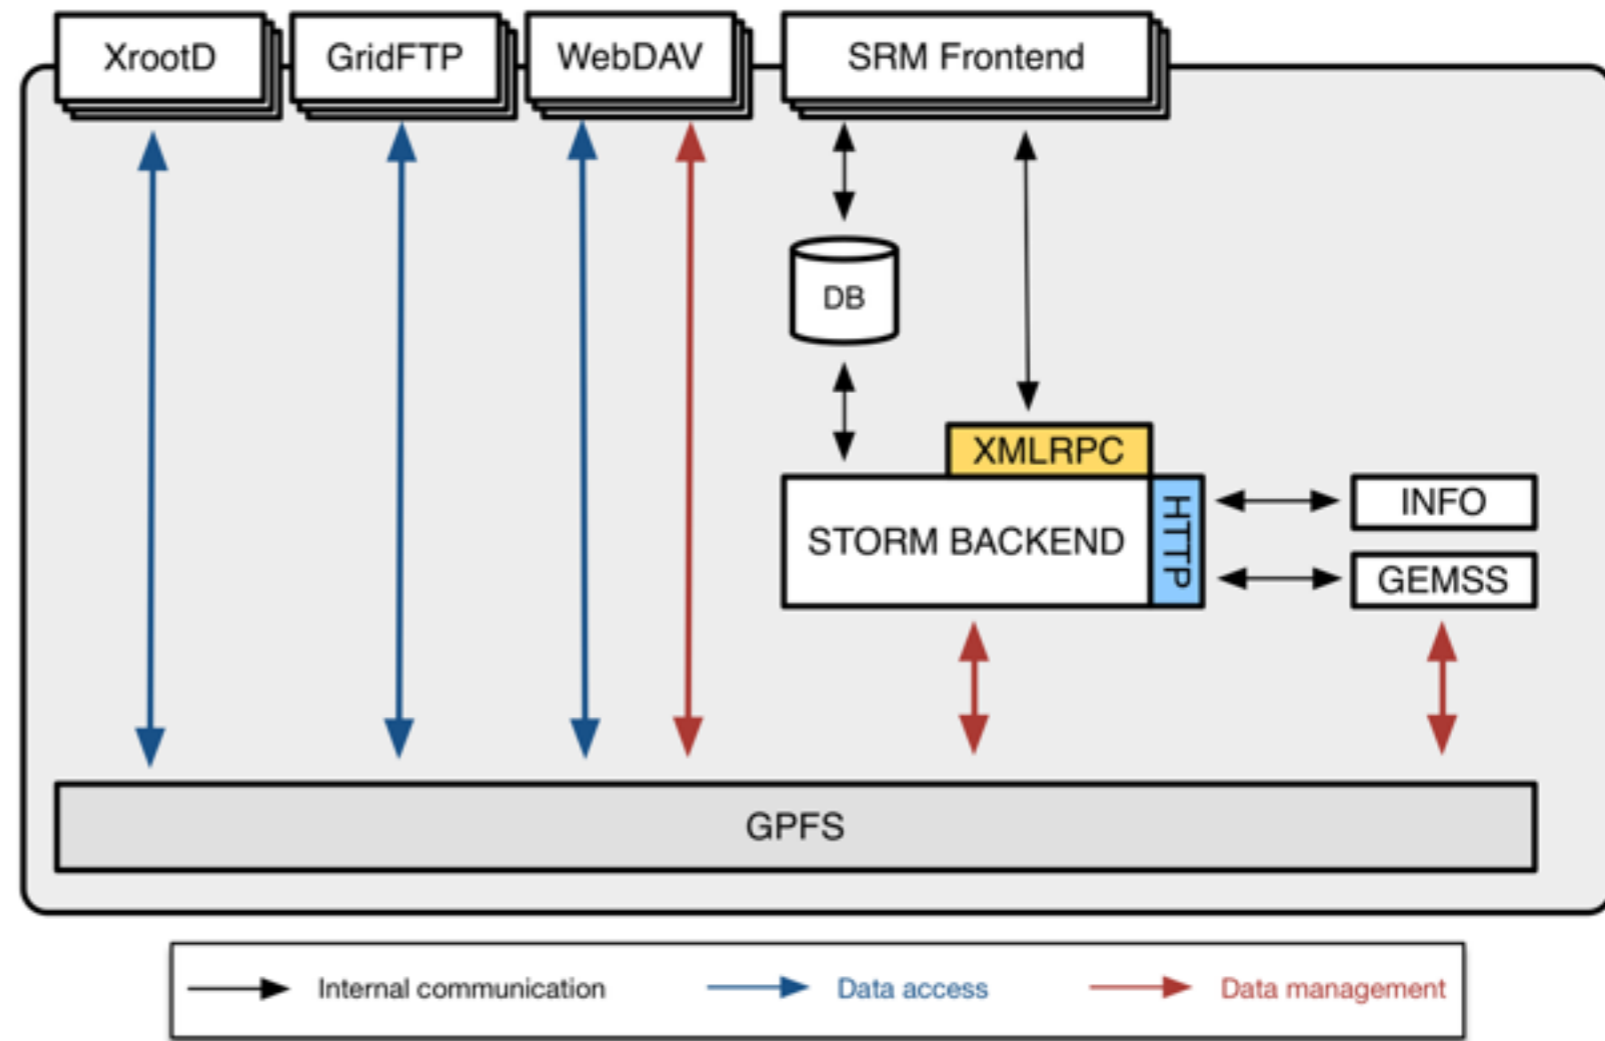 XrootD
GridFTP
WebDAV
SRM Frontend
DB
XMLRPC
STORM BACKEND
HTTP
INFO
GEMSS
GPFS
Internal communication
Data access
Data management